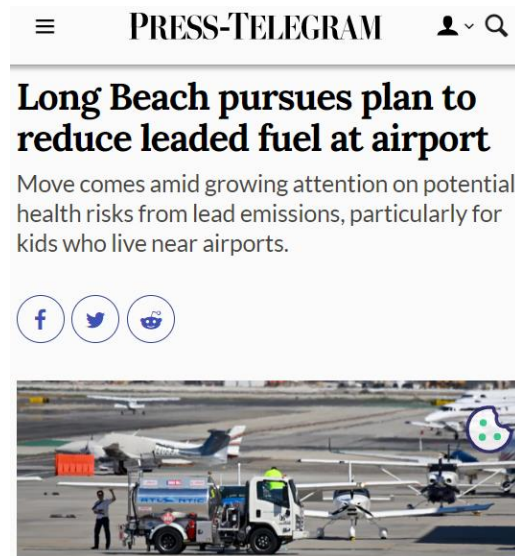 PRESS-TELEGRAM
Long Beach pursues plan to
reduce leaded fuel at airport
Move comes amid growing attention on potential
health risks from lead emissions, particularly for
kids who live near airports.